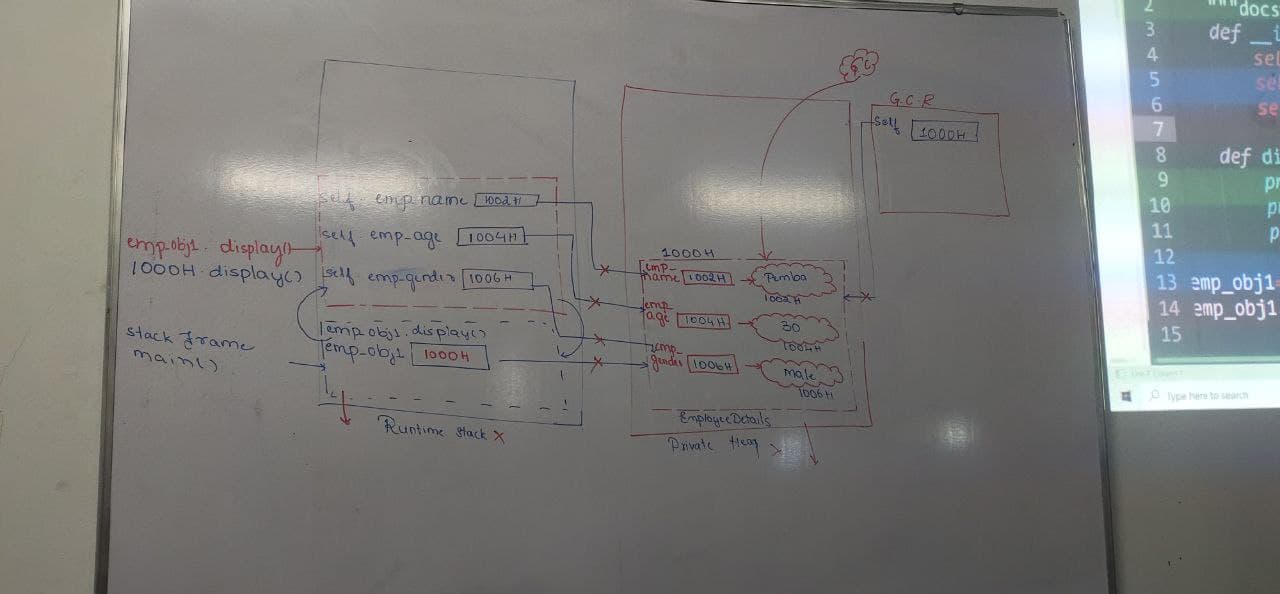 GC
G.C.R
self 1000H
self emp name 1002H
self emp-age 1004H
self emp-gender 1006H
emp-obj1. display()
1000H. display()
emp obj1. display()
emp-obj1 1000H
stack frame
main()
Runtime stack X
1000H
emp-
name 1002H Pemba
1002H
emp
age 1004H 30
1004H
emp-
gender 1006H male
1006H
EmployeeDetails
Private Heap X
2 """docs
3 def __i
4 sel
5 se
6 se
7
8 def di
9 pr
10 p
11 p
12
13 emp_obj1=
14 emp_obj1
15
Type here to search